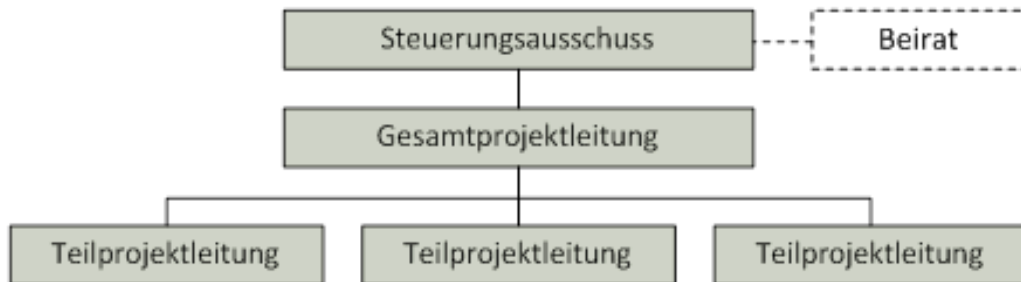 Steuerungsausschuss
Beirat
Gesamtprojektleitung
Teilprojektleitung
Teilprojektleitung
Teilprojektleitung